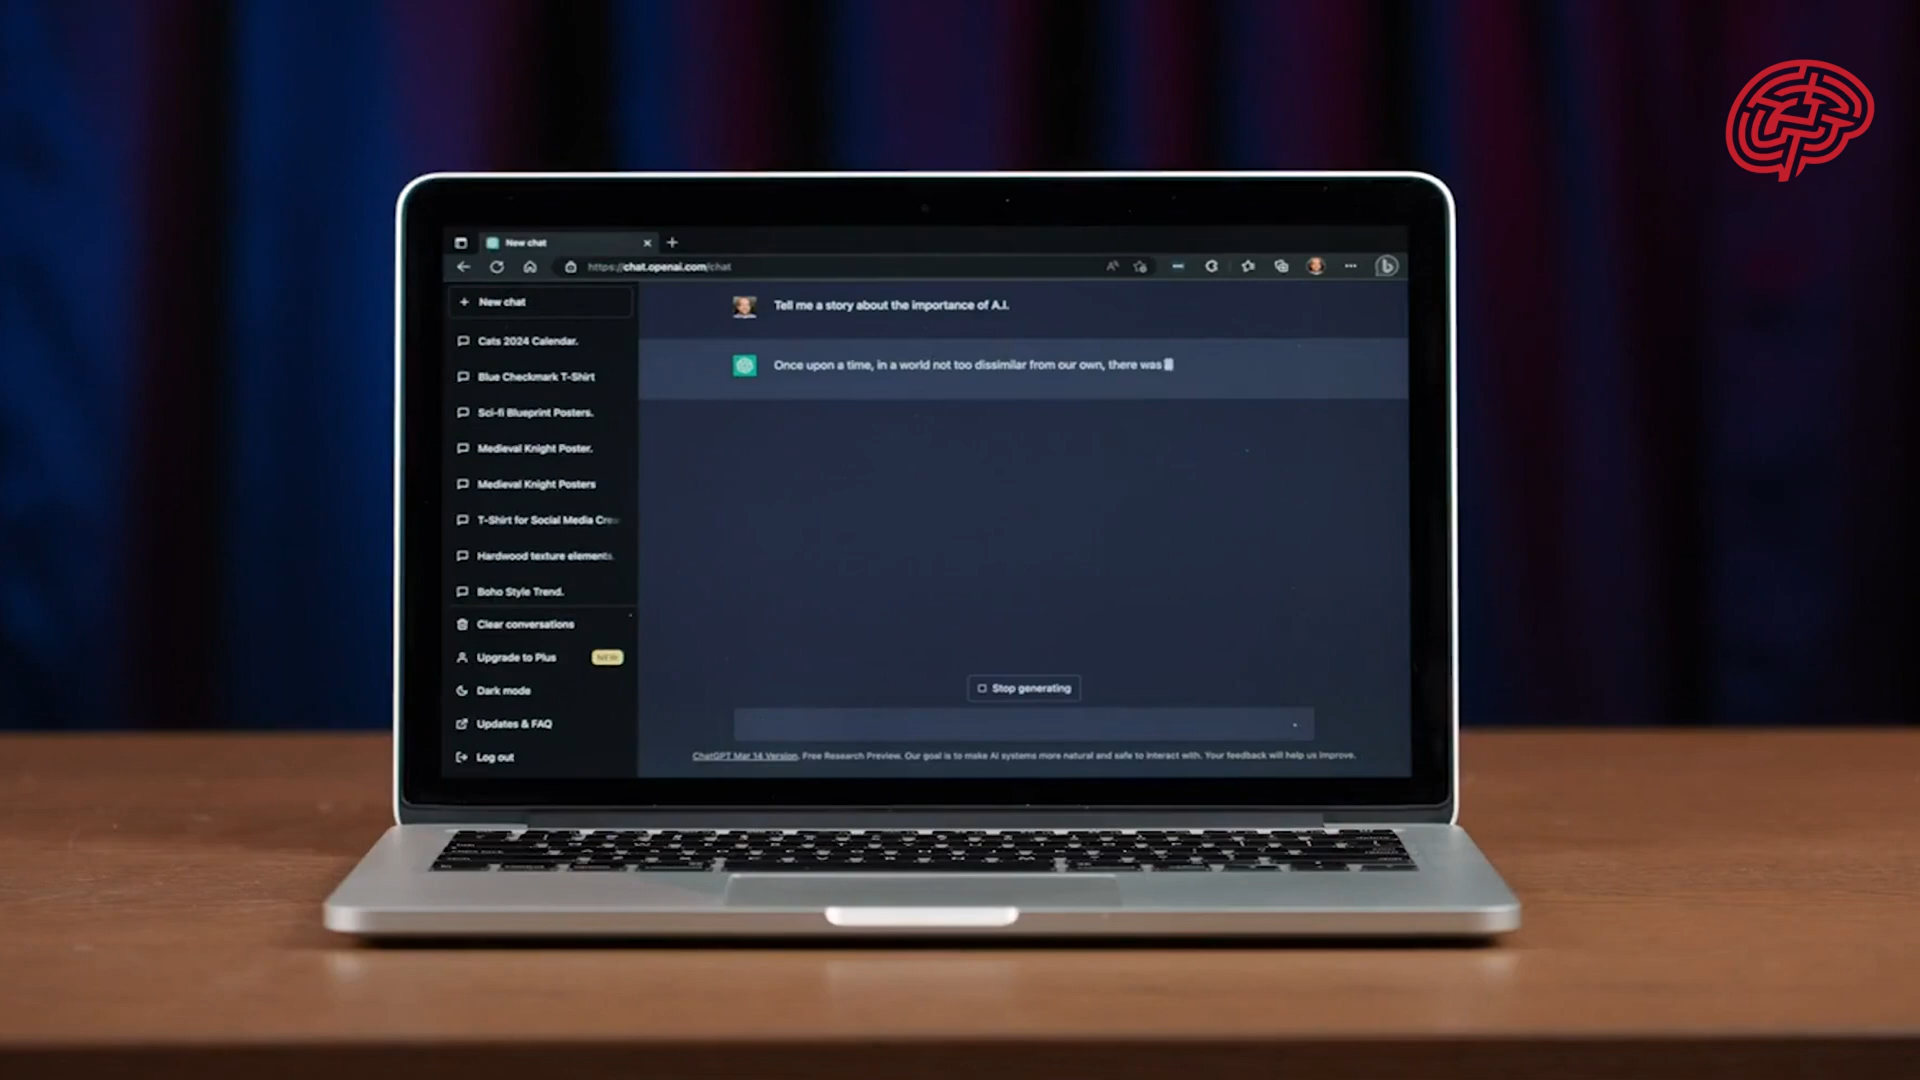 New chat
https://chat.openai.com/chat
+ New chat
Cats 2024 Calendar.
Blue Checkmark T-Shirt
Sci-fi Blueprint Posters.
Medieval Knight Poster.
Medieval Knight Posters
T-Shirt for Social Media Cre
Hardwood texture elements.
Boho Style Trend.
Clear conversations
Upgrade to Plus NEW
Dark mode
Updates & FAQ
Log out
Tell me a story about the importance of A.I.
Once upon a time, in a world not too dissimilar from our own, there was
Stop generating
ChatGPT Mar 14 Version. Free Research Preview. Our goal is to make AI systems more natural and safe to interact with. Your feedback will help us improve.